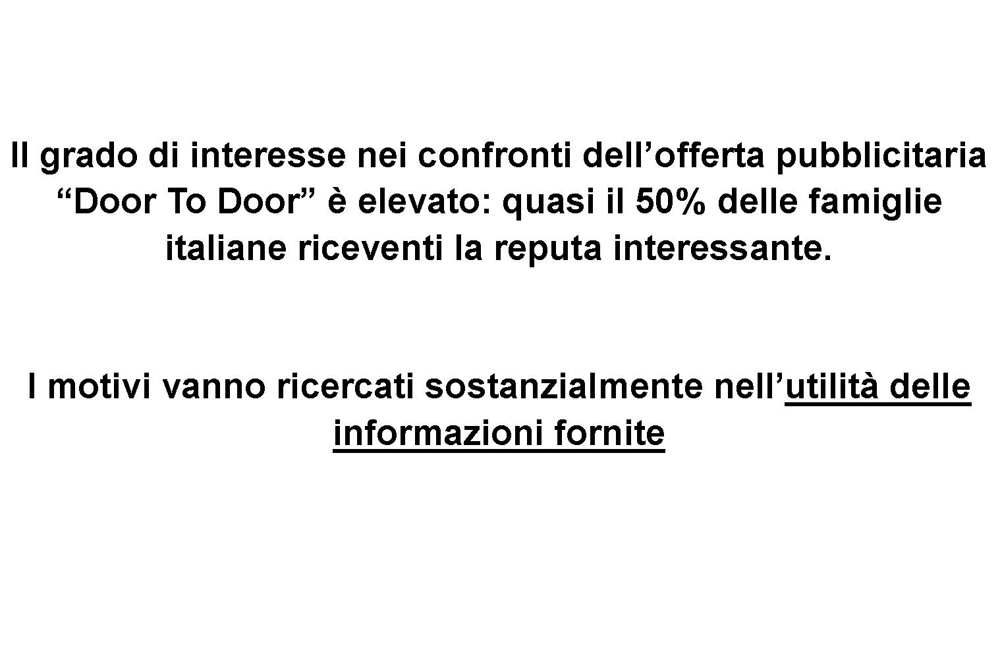 Il grado di interesse nei confronti dell’offerta pubblicitaria
“Door To Door” è elevato: quasi il 50% delle famiglie
italiane riceventi la reputa interessante.
I motivi vanno ricercati sostanzialmente nell’utilità delle
informazioni fornite